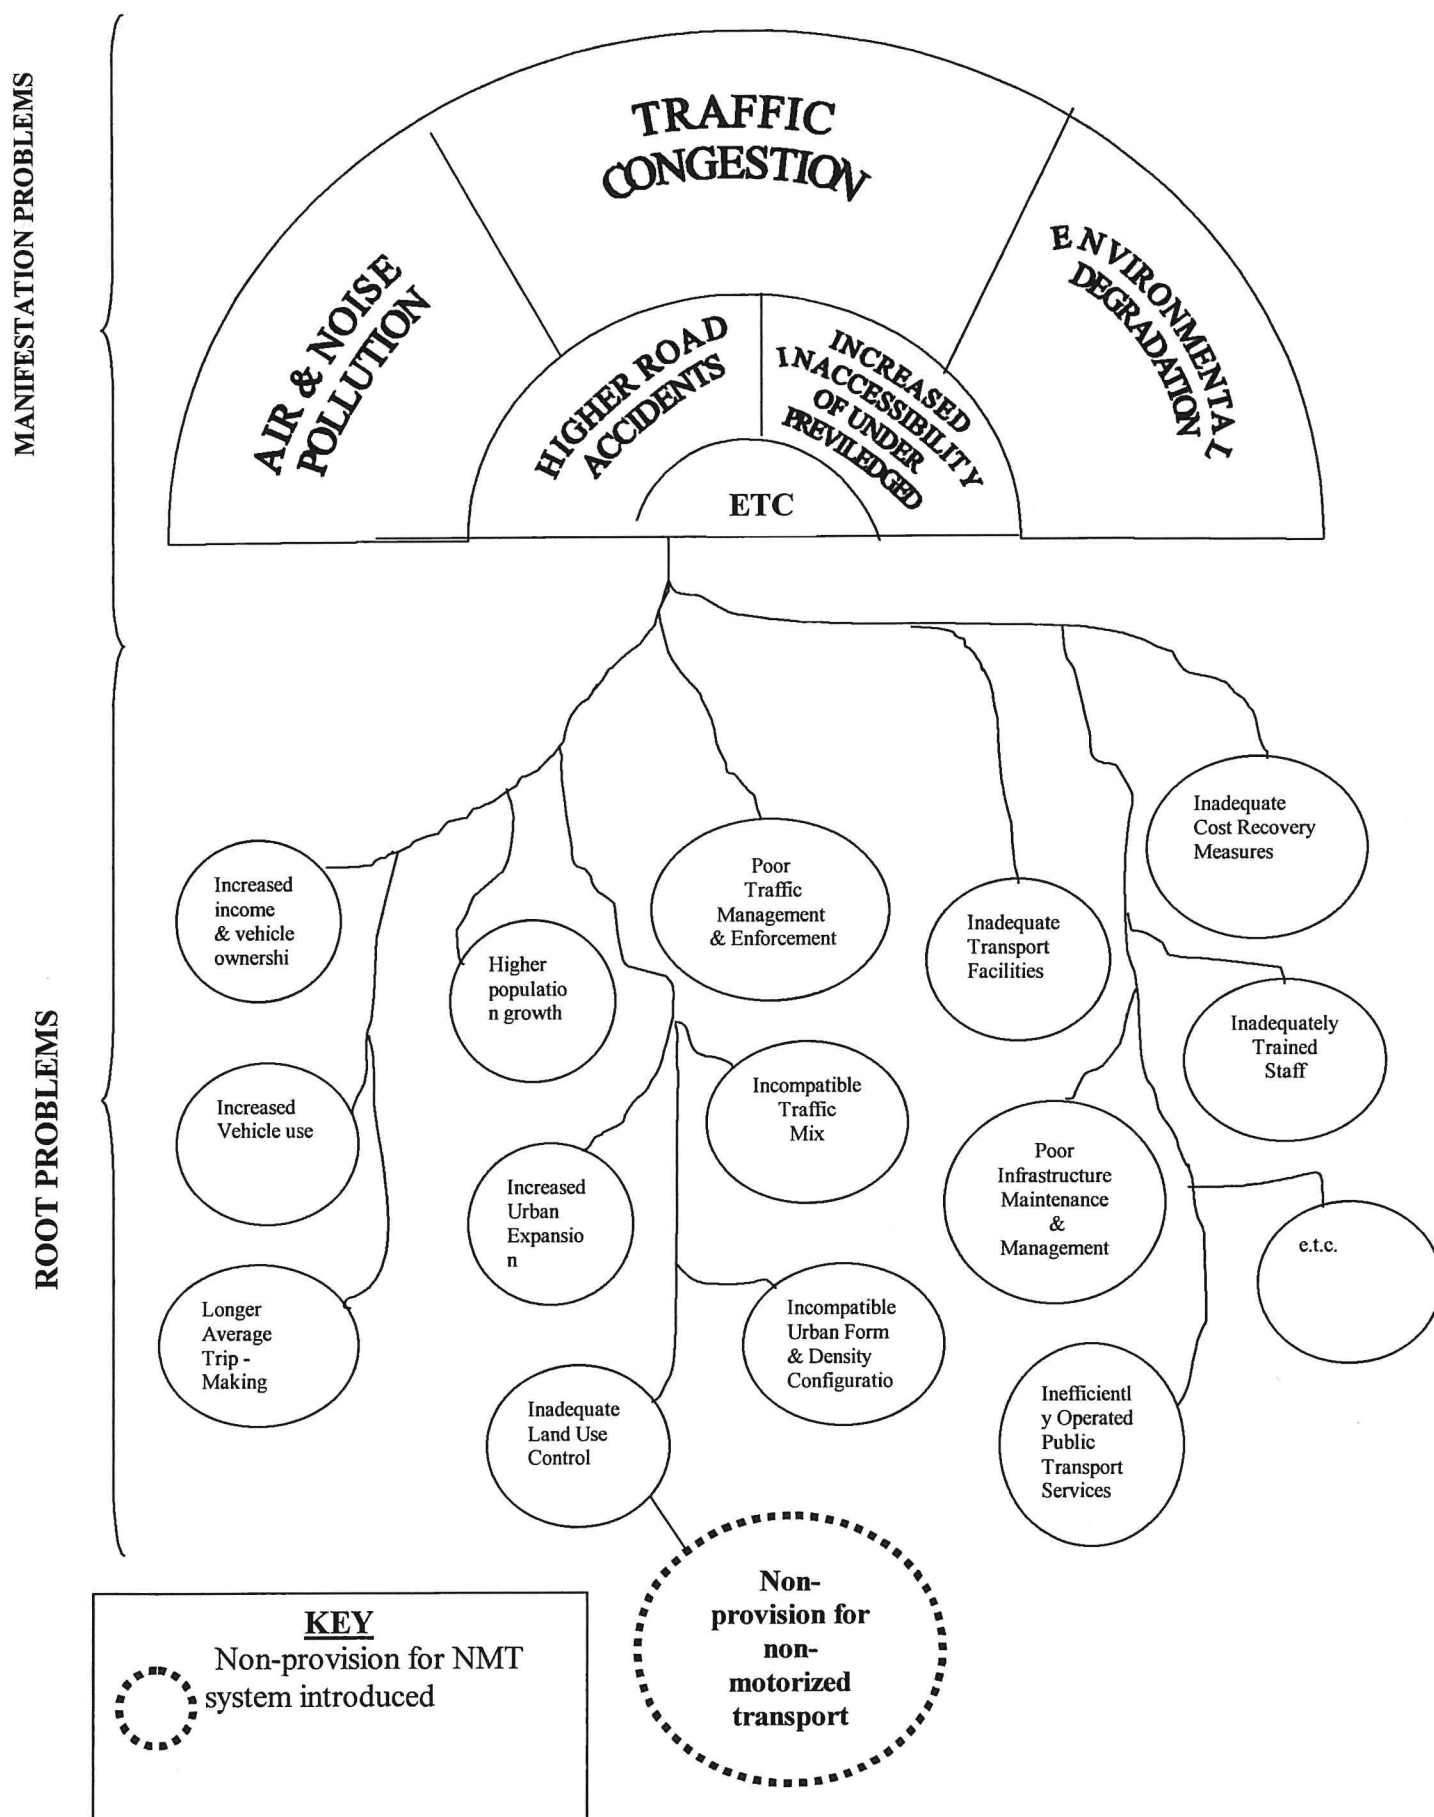 MANIFESTATION PROBLEMS
TRAFFIC
CONGESTION
AIR & NOISE
POLLUTION
HIGHER ROAD
ACCIDENTS
INCREASED
INACCESSIBILITY
OF UNDER
PREVILEDGED
ENVIRONMENTAL
DEGRADATION
ETC
ROOT PROBLEMS
Increased
income
& vehicle
ownershi
Higher
populatio
n growth
Poor
Traffic
Management
& Enforcement
Inadequate
Transport
Facilities
Inadequate
Cost Recovery
Measures
Increased
Vehicle use
Incompatible
Traffic
Mix
Inadequately
Trained
Staff
Increased
Urban
Expansio
n
Poor
Infrastructure
Maintenance
&
Management
e.t.c.
Longer
Average
Trip -
Making
Incompatible
Urban Form
& Density
Configuratio
Inadequate
Land Use
Control
Inefficientl
y Operated
Public
Transport
Services
Non-
provision for
non-
motorized
transport
KEY
Non-provision for NMT
system introduced